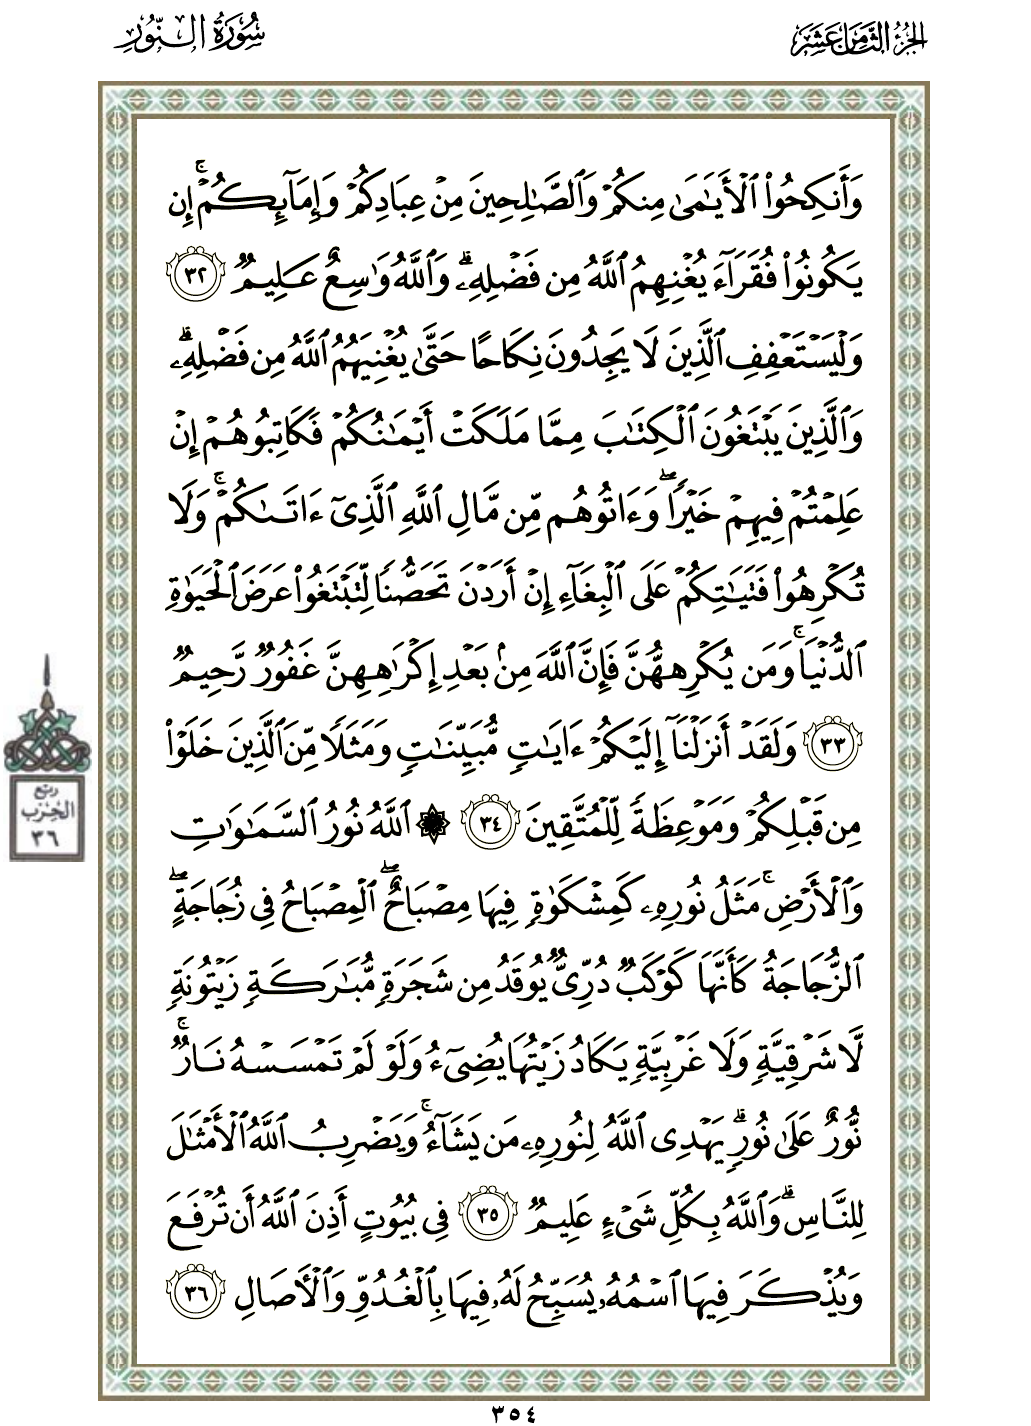 الجزء الثامن عشر
سورة النور
وَأَنكِحُوا۟ ٱلْأَيَـٰمَىٰ مِنكُمْ وَٱلصَّـٰلِحِينَ مِنْ عِبَادِكُمْ وَإِمَآئِكُمْ ۚ إِن
يَكُونُوا۟ فُقَرَآءَ يُغْنِهِمُ ٱللَّهُ مِن فَضْلِهِۦ ۗ وَٱللَّهُ وَٰسِعٌ عَلِيمٌ ٣٢
وَلْيَسْتَعْفِفِ ٱلَّذِينَ لَا يَجِدُونَ نِكَاحًا حَتَّىٰ يُغْنِيَهُمُ ٱللَّهُ مِن فَضْلِهِۦ ۗ
وَٱلَّذِينَ يَبْتَغُونَ ٱلْكِتَـٰبَ مِمَّا مَلَكَتْ أَيْمَـٰنُكُمْ فَكَاتِبُوهُمْ إِنْ
عَلِمْتُمْ فِيهِمْ خَيْرًا ۖ وَءَاتُوهُم مِّن مَّالِ ٱللَّهِ ٱلَّذِىٓ ءَاتَىٰكُمْ ۚ وَلَا
تُكْرِهُوا۟ فَتَيَـٰتِكُمْ عَلَى ٱلْبِغَآءِ إِنْ أَرَدْنَ تَحَصُّنًا لِّتَبْتَغُوا۟ عَرَضَ ٱلْحَيَوٰةِ
ٱلدُّنْيَا ۚ وَمَن يُكْرِههُّنَّ فَإِنَّ ٱللَّهَ مِنۢ بَعْدِ إِكْرَٰهِهِنَّ غَفُورٌ رَّحِيمٌ
٣٣ وَلَقَدْ أَنزَلْنَآ إِلَيْكُمْ ءَايَـٰتٍ مُّبَيِّنَـٰتٍ وَمَثَلًا مِّنَ ٱلَّذِينَ خَلَوْا۟
مِن قَبْلِكُمْ وَمَوْعِظَةً لِّلْمُتَّقِينَ ٣٤ ۞ ٱللَّهُ نُورُ ٱلسَّمَـٰوَٰتِ
وَٱلْأَرْضِ ۚ مَثَلُ نُورِهِۦ كَمِشْكَوٰةٍ فِيهَا مِصْبَاحٌ ۖ ٱلْمِصْبَاحُ فِى زُجَاجَةٍ ۖ
ٱلزُّجَاجَةُ كَأَنَّهَا كَوْكَبٌ دُرِّىٌّ يُوقَدُ مِن شَجَرَةٍ مُّبَـٰرَكَةٍ زَيْتُونَةٍ
لَّا شَرْقِيَّةٍ وَلَا غَرْبِيَّةٍ يَكَادُ زَيْتُهَا يُضِىٓءُ وَلَوْ لَمْ تَمْسَسْهُ نَارٌ ۚ
نُّورٌ عَلَىٰ نُورٍ ۗ يَهْدِى ٱللَّهُ لِنُورِهِۦ مَن يَشَآءُ ۚ وَيَضْرِبُ ٱللَّهُ ٱلْأَمْثَـٰلَ
لِلنَّاسِ ۗ وَٱللَّهُ بِكُلِّ شَىْءٍ عَلِيمٌ ٣٥ فِى بُيُوتٍ أَذِنَ ٱللَّهُ أَن تُرْفَعَ
وَيُذْكَرَ فِيهَا ٱسْمُهُۥ يُسَبِّحُ لَهُۥ فِيهَا بِٱلْغُدُوِّ وَٱلْـَٔاصَالِ ٣٦
ربع
الحزب
٣٦
٣٥٤